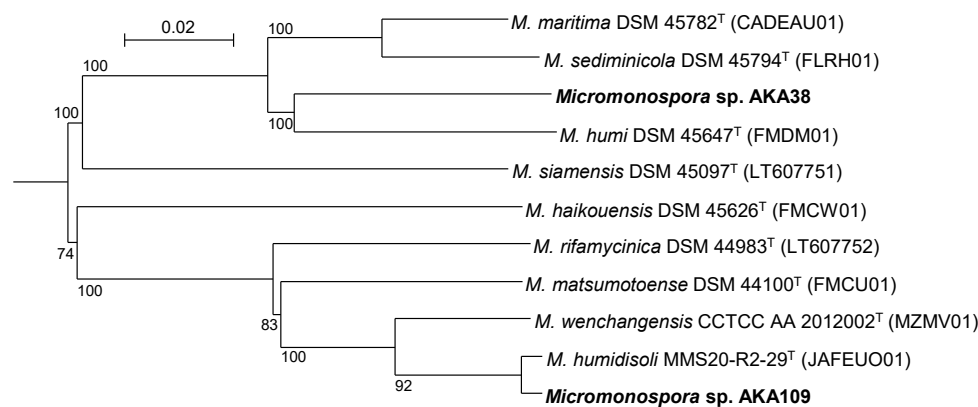 0.02
100
M. maritima DSM 45782ᵀ (CADEAU01)
M. sediminicola DSM 45794ᵀ (FLRH01)
100
Micromonospora sp. AKA38
100
100
M. humi DSM 45647ᵀ (FMDM01)
M. siamensis DSM 45097ᵀ (LT607751)
M. haikouensis DSM 45626ᵀ (FMCW01)
74
M. rifamycinica DSM 44983ᵀ (LT607752)
100
M. matsumotoense DSM 44100ᵀ (FMCU01)
83
M. wenchangensis CCTCC AA 2012002ᵀ (MZMV01)
100
M. humidisoli MMS20-R2-29ᵀ (JAFEUO01)
92
Micromonospora sp. AKA109